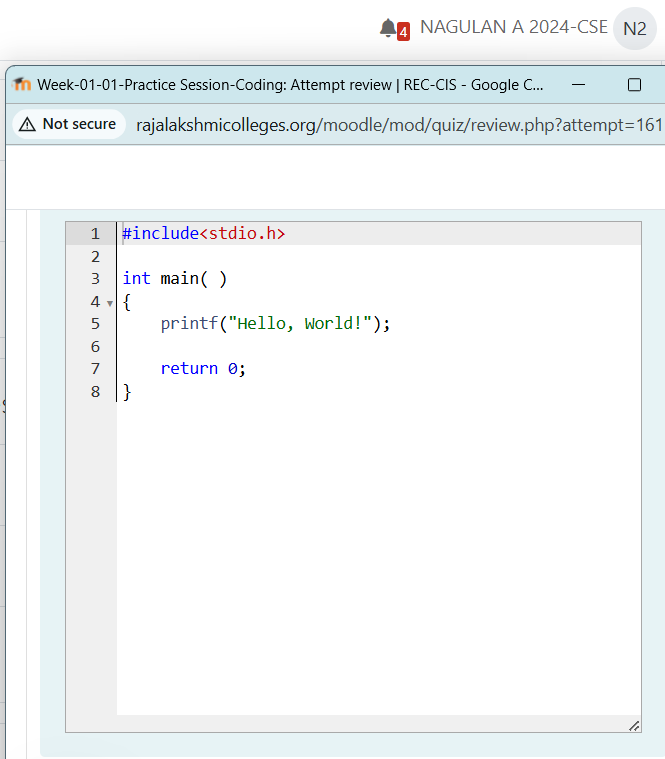 4 NAGULAN A 2024-CSE N2
Week-01-01-Practice Session-Coding: Attempt review | REC-CIS - Google C...
Not secure rajalakshmicolleges.org/moodle/mod/quiz/review.php?attempt=161
1 #include<stdio.h>
2
3 int main( )
4 {
5 printf("Hello, World!");
6
7 return 0;
8 }